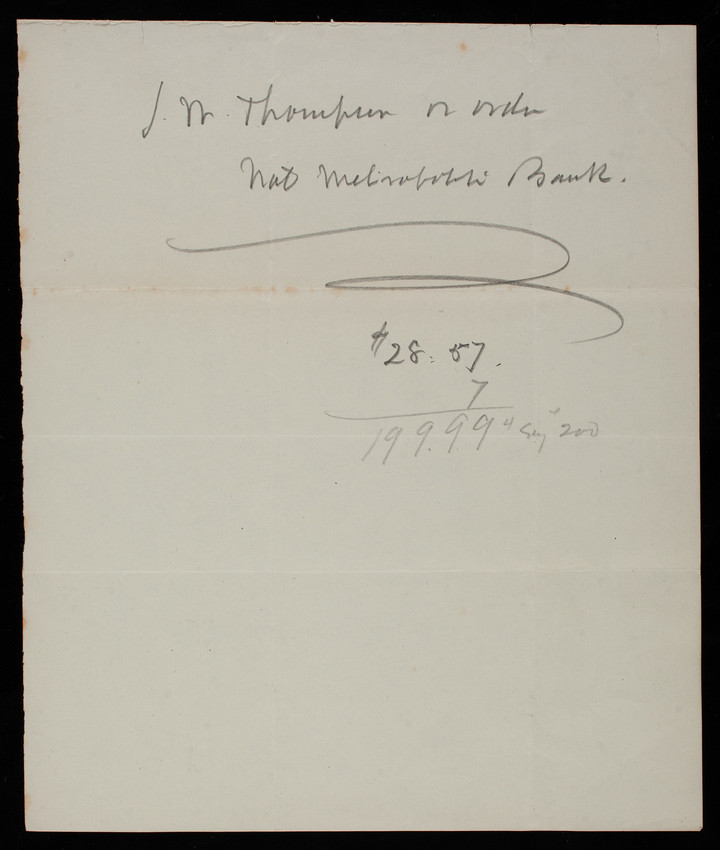 J. W. Thompson or order
Nat Metropolitan Bank.
$28.57.
7
199.99 " Say 200